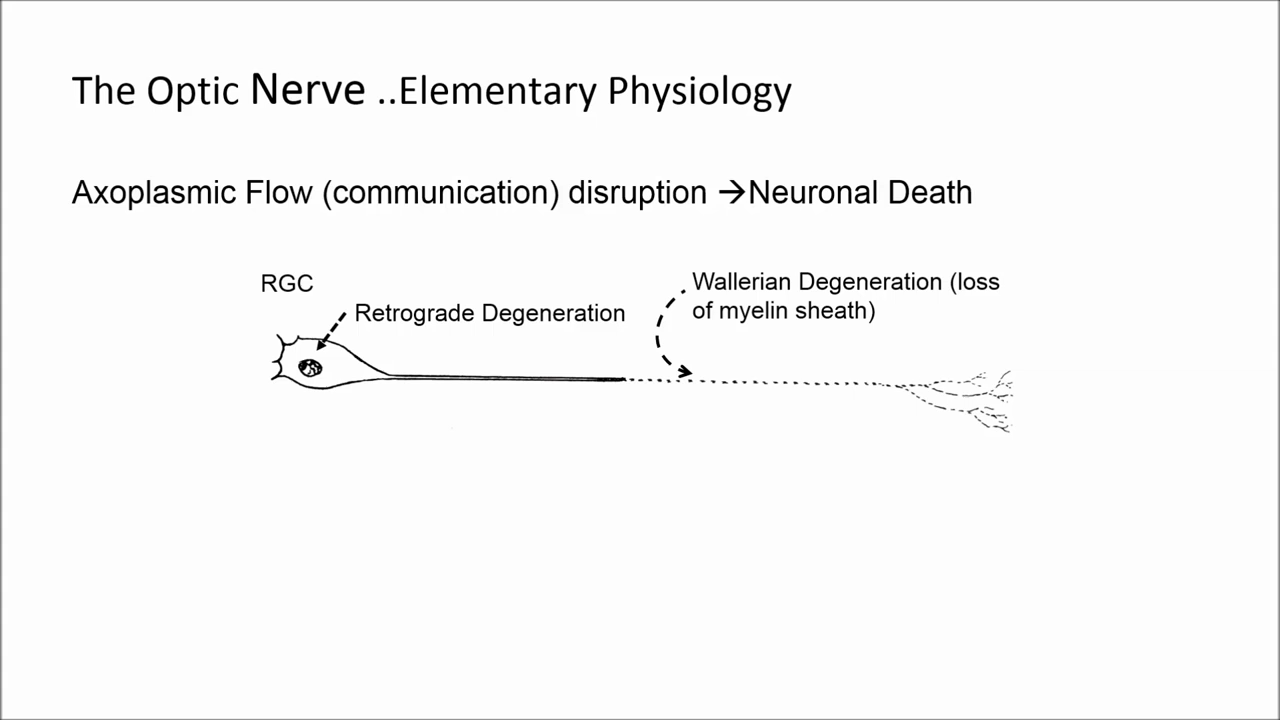 The Optic Nerve ..Elementary Physiology
Axoplasmic Flow (communication) disruption →Neuronal Death
RGC
Retrograde Degeneration
Wallerian Degeneration (loss
of myelin sheath)